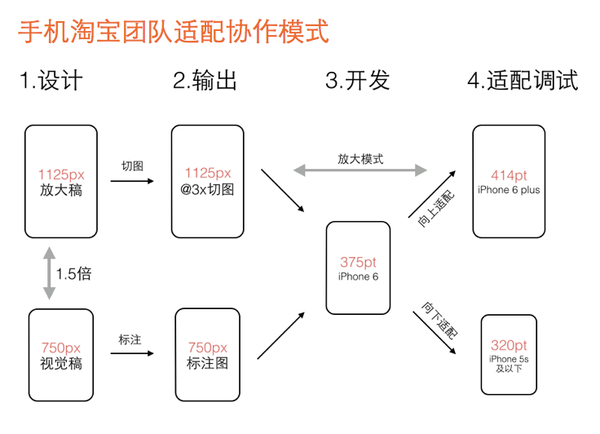 手机淘宝团队适配协作模式
1.设计
2.输出
3.开发
4.适配调试
1125px
放大稿
切图
1125px
@3x切图
放大模式
向上适配
414pt
iPhone 6 plus
1.5倍
375pt
iPhone 6
750px
视觉稿
标注
750px
标注图
向下适配
320pt
iPhone 5s
及以下